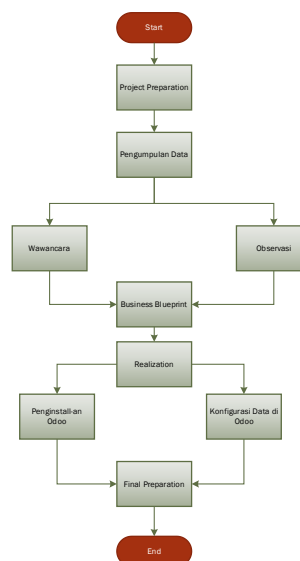 Start
Project Preparation
Pengumpulan Data
Wawancara
Observasi
Business Blueprint
Realization
Penginstall-an
Odoo
Konfigurasi Data di
Odoo
Final Preparation
End